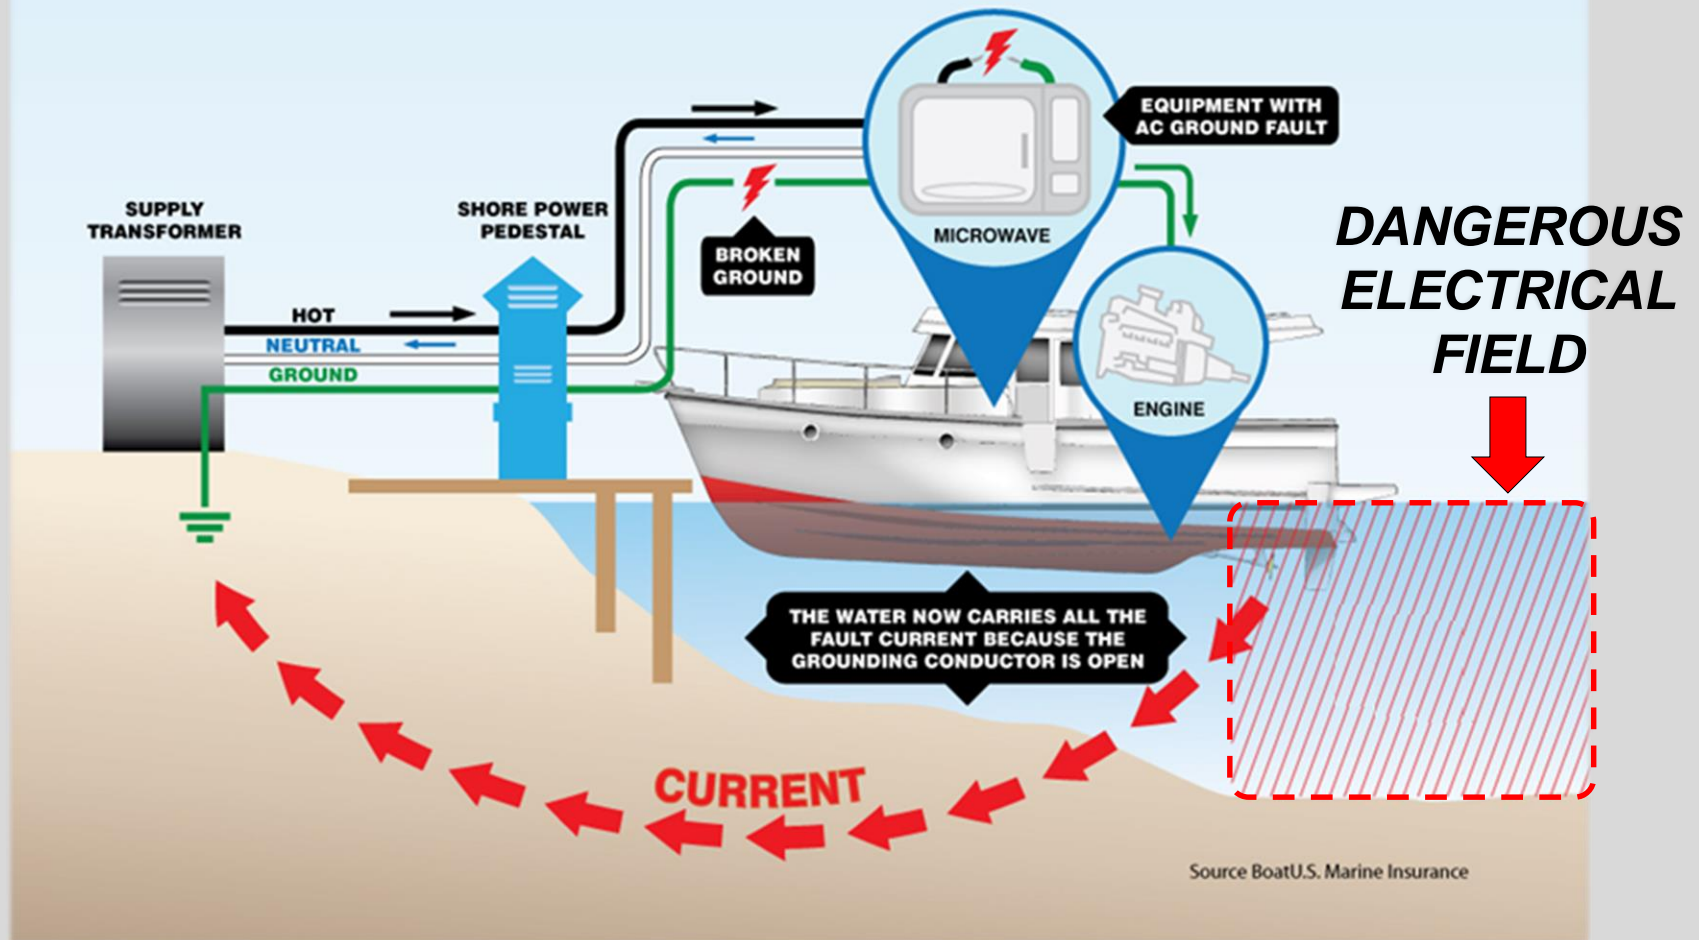 EQUIPMENT WITH
AC GROUND FAULT
SUPPLY
TRANSFORMER
SHORE POWER
PEDESTAL
MICROWAVE
BROKEN
GROUND
DANGEROUS
ELECTRICAL
FIELD
HOT
NEUTRAL
GROUND
ENGINE
THE WATER NOW CARRIES ALL THE
FAULT CURRENT BECAUSE THE
GROUNDING CONDUCTOR IS OPEN
CURRENT
Source BoatU.S. Marine Insurance